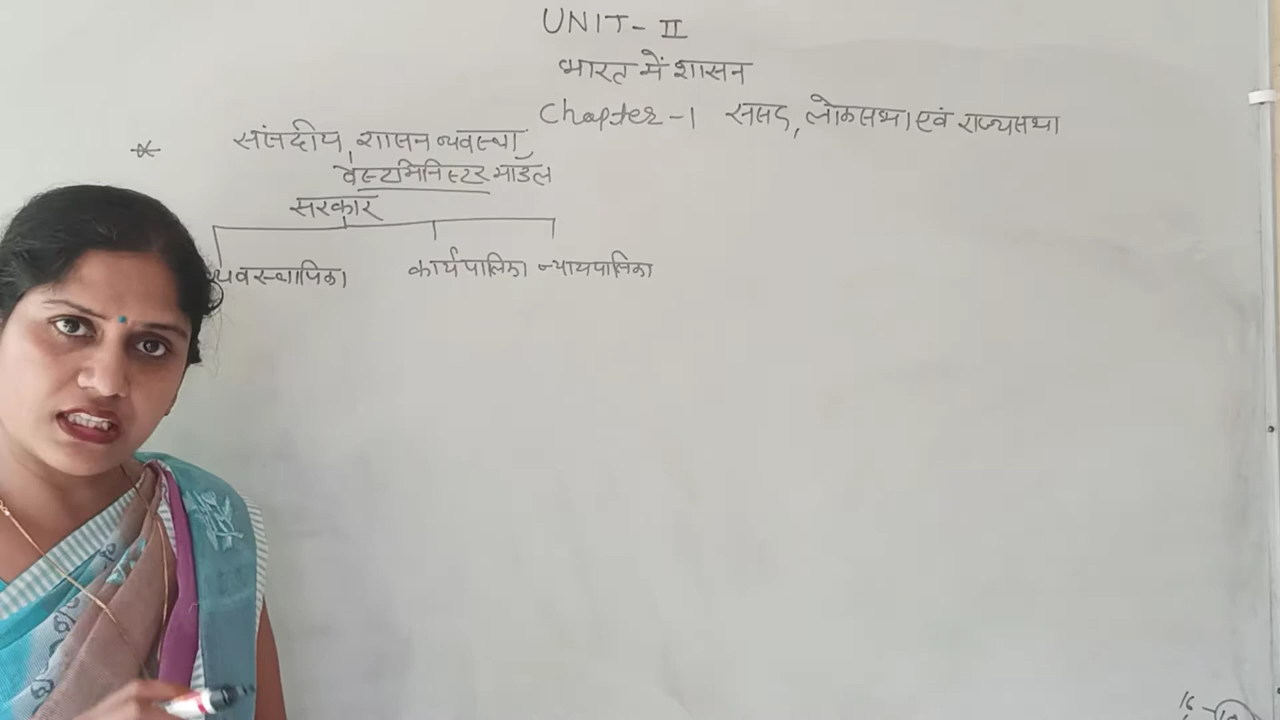 UNIT - II
भारत में शासन
Chapter - 1 संसद, लोकसभा एवं राज्यसभा
* सांसदीय शासन व्यवस्था
वेस्टमिनिस्टर मॉडल
सरकार
व्यवस्थापिका कार्यपालिका न्यायपालिका